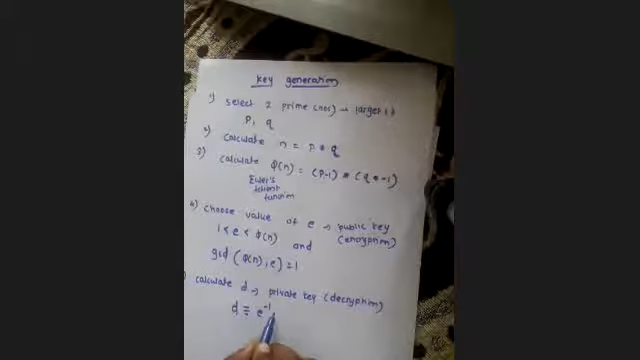 Key generation
1) select 2 prime (nos) → large
P, q
2) Calculate n = P * q
3) calculate φ(n) = (P-1) * (q-1)
Euler's
totient
function
4) choose value of e → public key
1 < e < φ(n) and (encryption)
gcd (φ(n), e) = 1
) calculate d → private key (decryption)
d ≡ e⁻¹